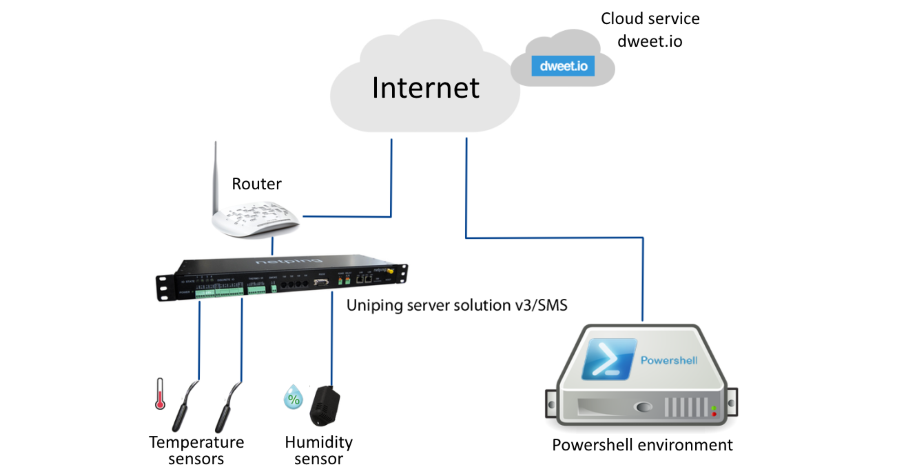 Cloud service
dweet.io
dweet.io
Internet
Router
netping
Uniping server solution v3/SMS
Powershell
%
Temperature
sensors
Humidity
sensor
Powershell environment